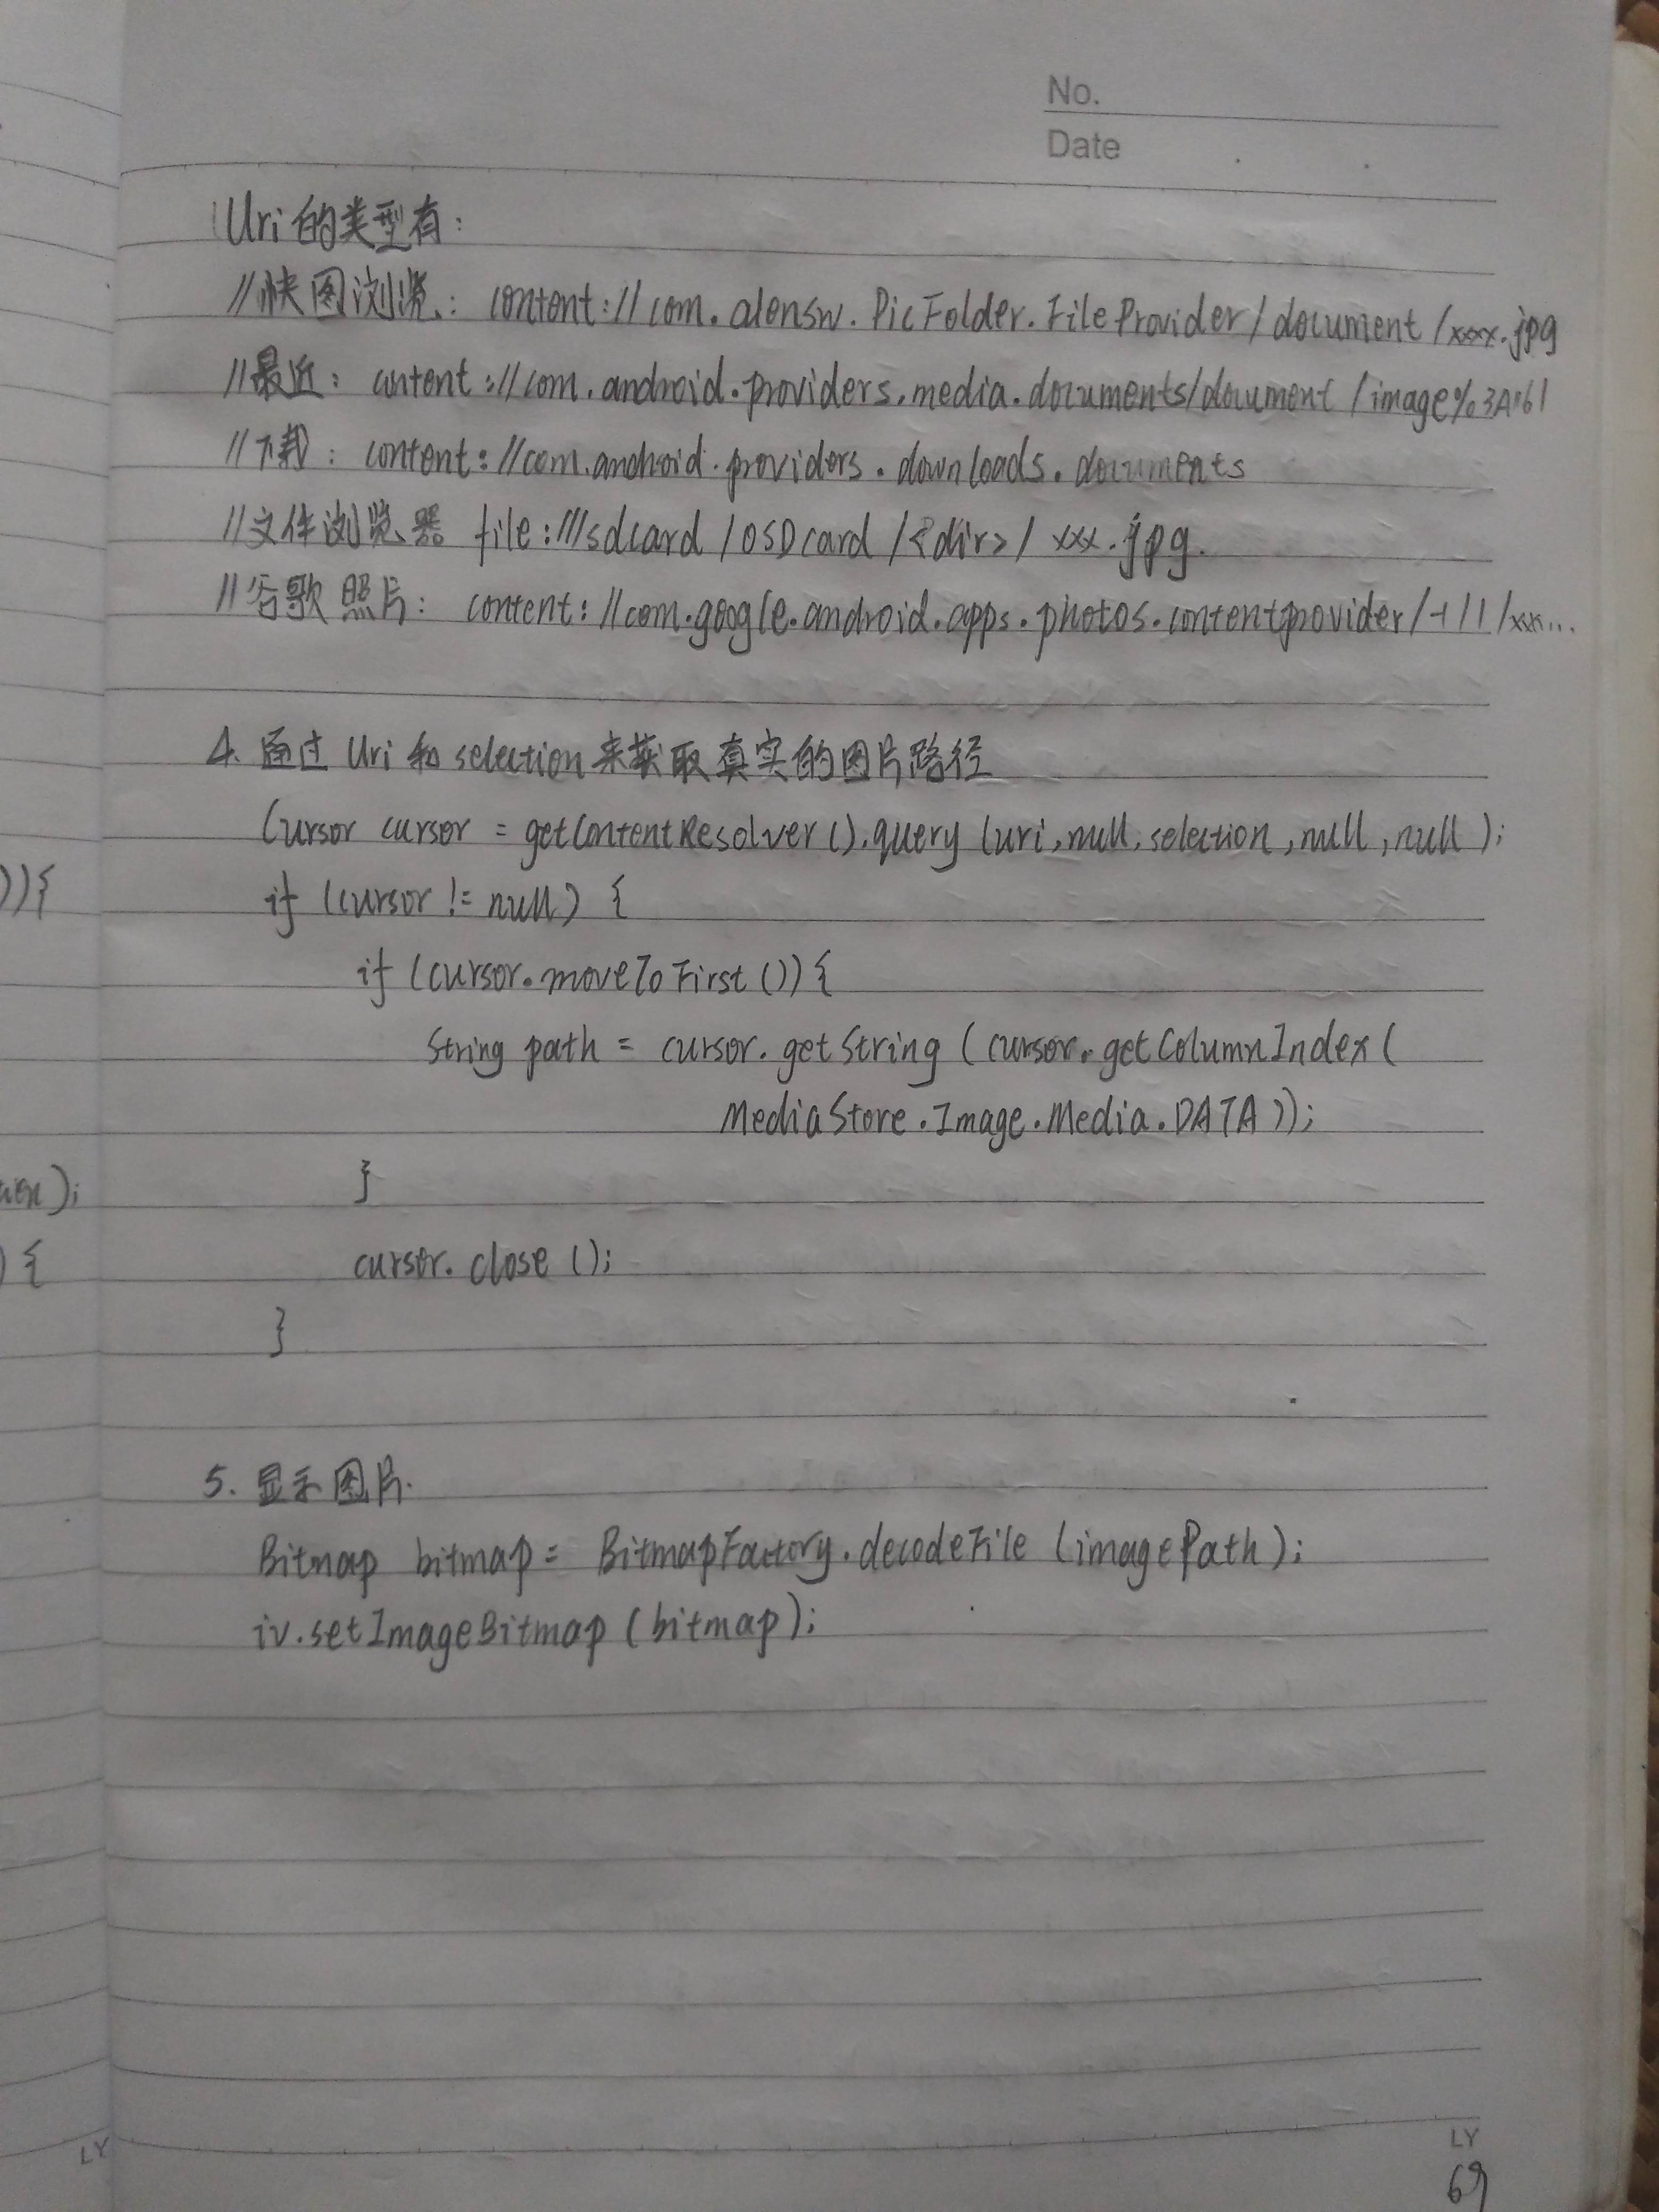 No.
Date
Uri的类型有:
//快图浏览: content://com.alensw.PicFolder.FileProvider/document/xxx.jpg
//最近: content://com.android.providers.media.documents/document/image%3A161
//下载: content://com.android.providers.downloads.documents
//文件浏览器 file:///sdcard/0SDcard/<dir>/xxx.jpg.
//谷歌照片: content://com.google.android.apps.photos.contentprovider/-1/1/xxx...
4. 通过Uri和selection来获取真实的图片路径
Cursor cursor = getContentResolver().query(uri,null,selection,null,null);
)){
if (cursor != null) {
if (cursor.moveToFirst()){
String path = cursor.getString(cursor.getColumnIndex(
MediaStore.Image.Media.DATA));
}
);
cursor.close();
) {
}
5. 显示图片.
Bitmap bitmap = BitmapFactory.decodeFile(imagePath);
iv.setImageBitmap(bitmap);
LY
LY
69